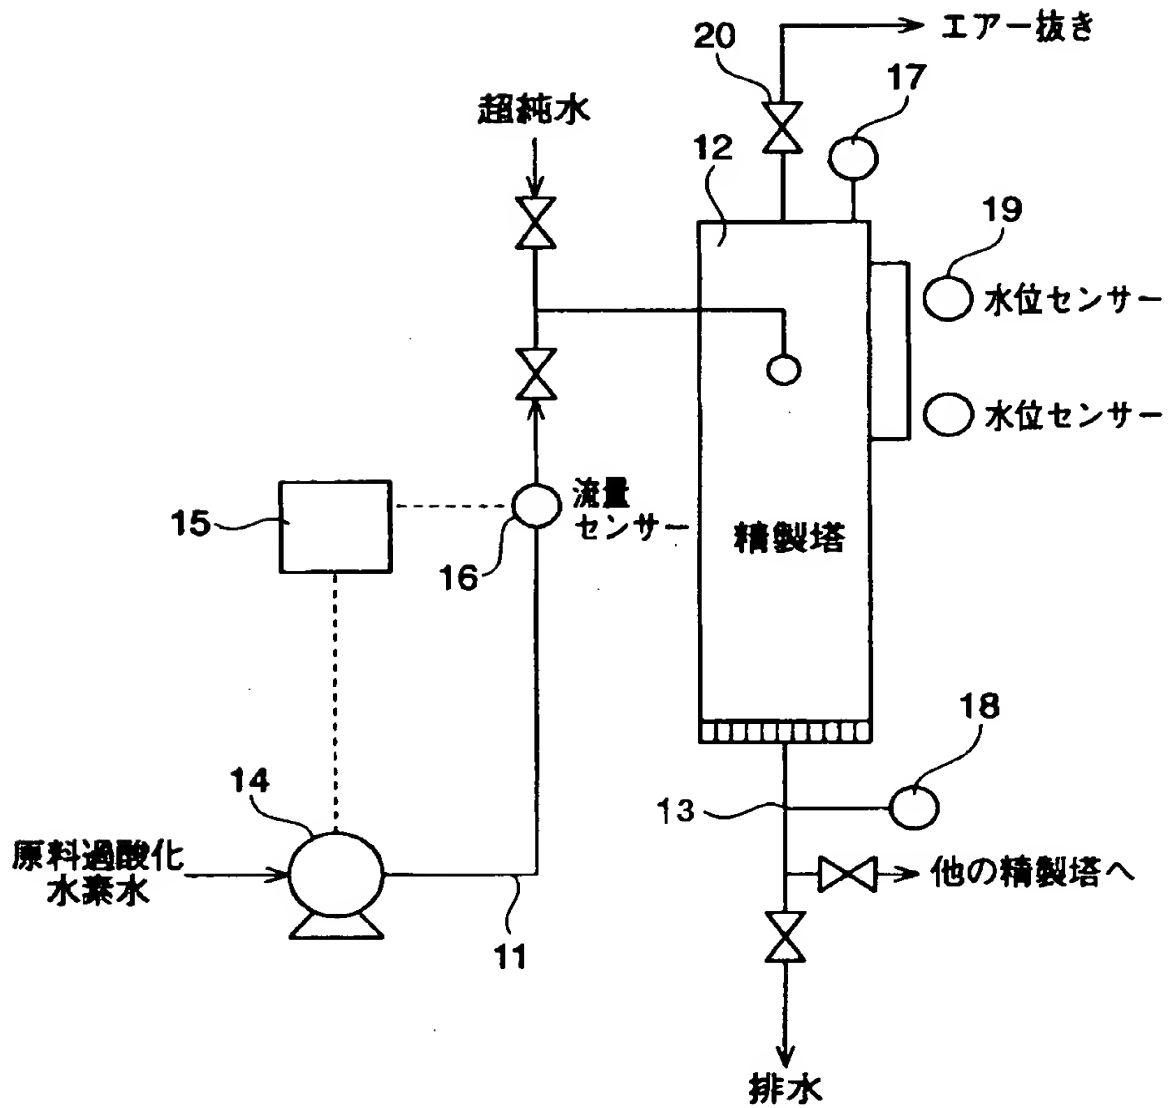 エアー抜き
20
17
超純水
12
19
水位センサー
水位センサー
流量
センサー
15
16
精製塔
18
14
13
原料過酸化
水素水
他の精製塔へ
11
排水